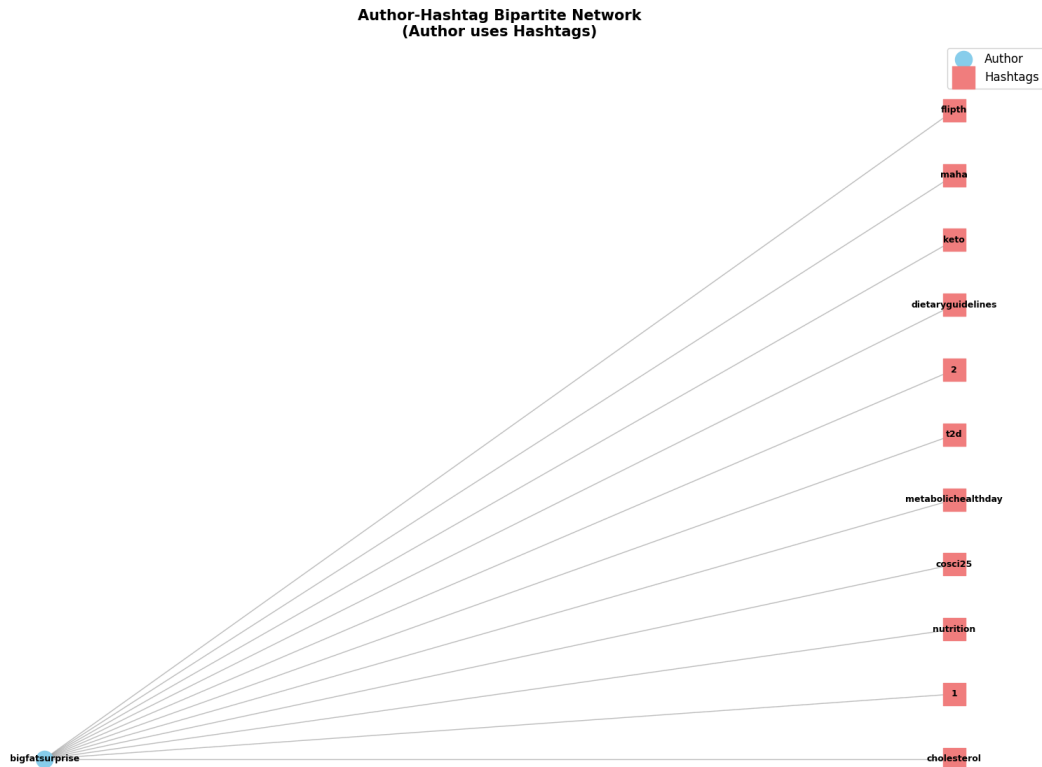 Author-Hashtag Bipartite Network
(Author uses Hashtags)
Author
Hashtags
flipth
maha
keto
dietaryguidelines
2
t2d
metabolichealthday
cosci25
nutrition
1
bigfatsurprise
cholesterol